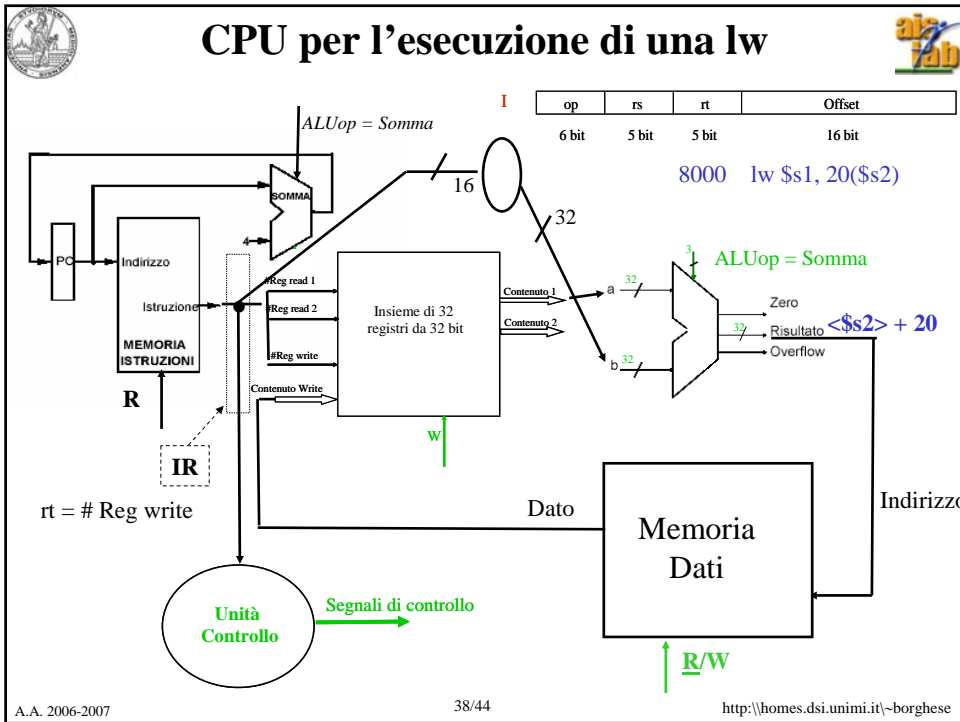 CPU per l'esecuzione di una lw
I
op rs rt Offset
6 bit 5 bit 5 bit 16 bit
8000 lw $s1, 20($s2)
ALUop = Somma
16
32
SOMMA
4
PC
Indirizzo
Istruzione
MEMORIA
ISTRUZIONI
R
IR
rt = # Reg write
#Reg read 1
#Reg read 2
#Reg write
Contenuto Write
Insieme di 32
registri da 32 bit
W
Contenuto 1
Contenuto 2
a 32
b 32
3
ALUop = Somma
Zero
32 Risultato <$s2> + 20
Overflow
Indirizzo
Dato
Memoria
Dati
R/W
Unità
Controllo
Segnali di controllo
A.A. 2006-2007
38/44
http:\\homes.dsi.unimi.it\~borghese